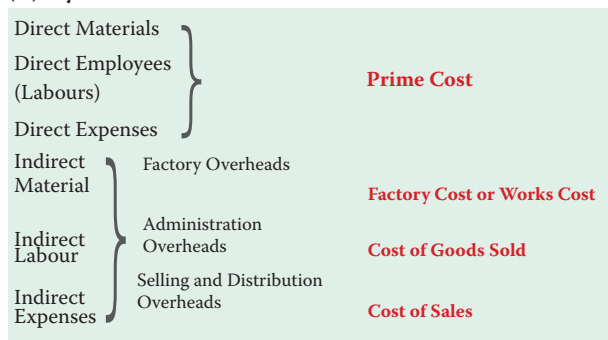 Direct Materials
Direct Employees
(Labours)
Prime Cost
Direct Expenses
Indirect
Material
Factory Overheads
Factory Cost or Works Cost
Administration
Overheads
Indirect
Labour
Cost of Goods Sold
Selling and Distribution
Overheads
Indirect
Expenses
Cost of Sales